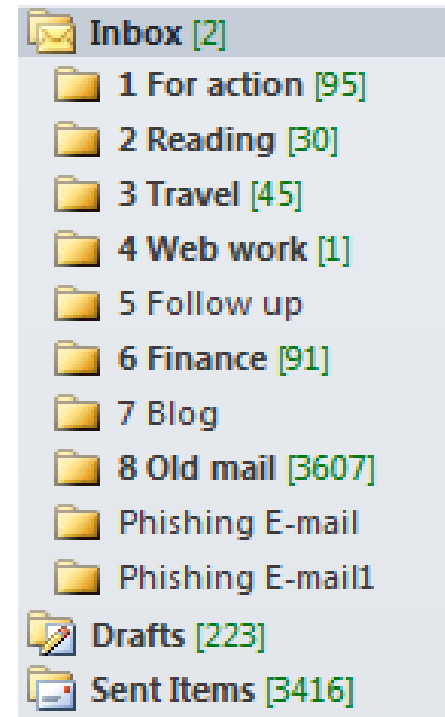 Inbox [2]
1 For action [95]
2 Reading [30]
3 Travel [45]
4 Web work [1]
5 Follow up
6 Finance [91]
7 Blog
8 Old mail [3607]
Phishing E-mail
Phishing E-mail1
Drafts [223]
Sent Items [3416]